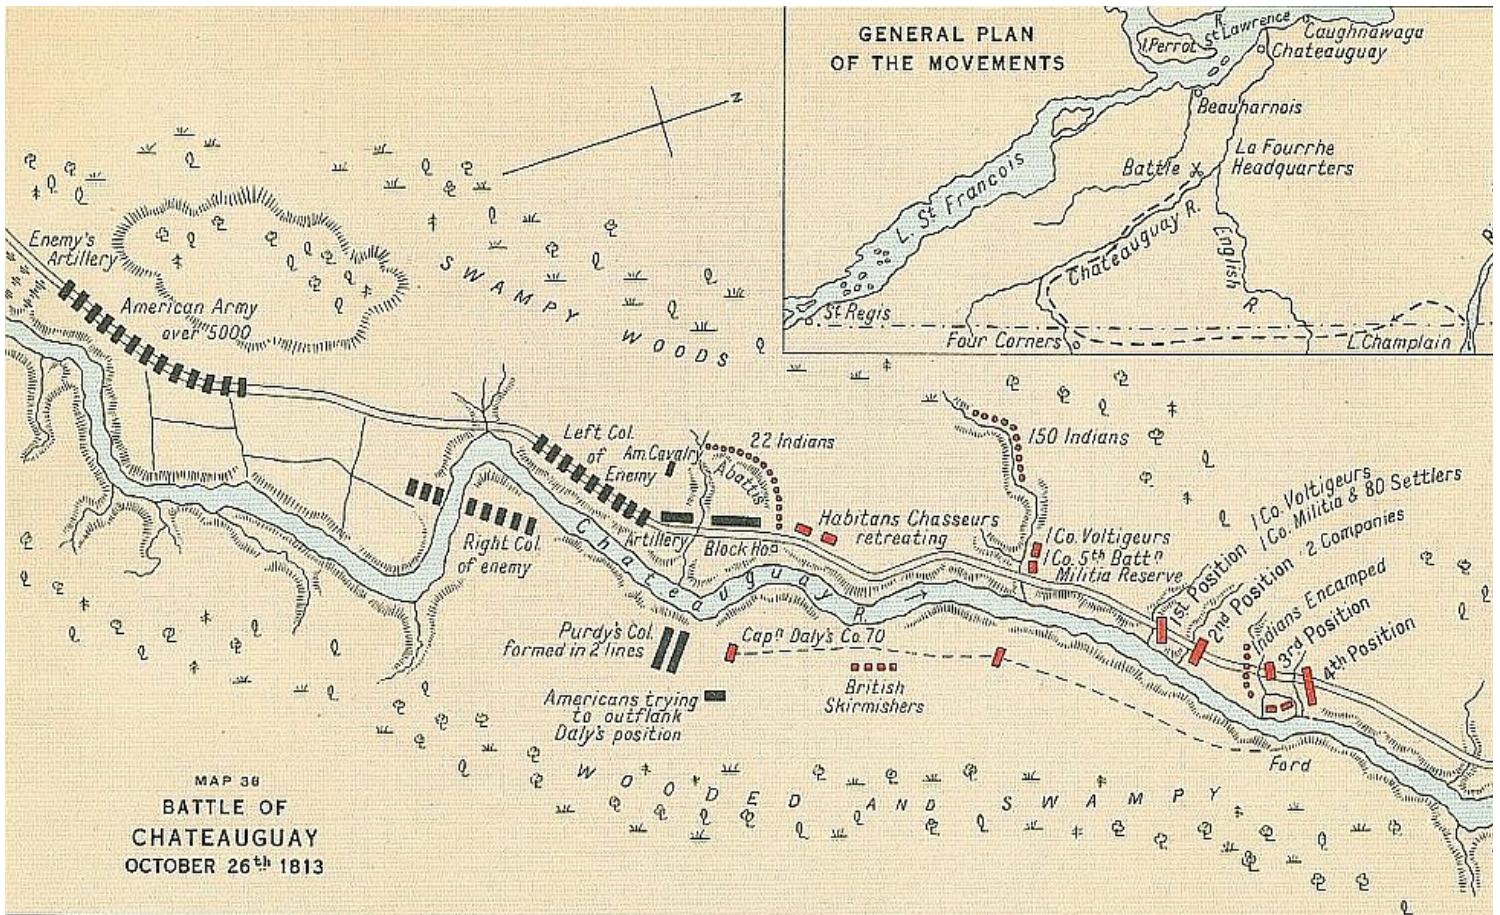 GENERAL PLAN
OF THE MOVEMENTS
R.
St Lawrence
I. Perrot
Caughnawaga
Chateauguay
Beauharnois
La Fourrhe
Headquarters
Battle
L. St Francois
Chateauguay R.
English R.
St Regis
Four Corners
L. Champlain
R.
N
Enemy's
Artillery
American Army
over 5000
SWAMPY WOODS
Left Col.
of
Enemy
Am. Cavalry
22 Indians
Abattis
150 Indians
Right Col.
of enemy
Artillery
Block Ho.
Habitans Chasseurs
retreating
1 Co. Voltigeurs
1 Co. 5th Battn
Militia Reserve
1st Position
1 Co. Voltigeurs
1 Co. Militia & 80 Settlers
2nd Position 2 Companies
Indians Encamped
3rd Position
4th Position
Chateauguay R.
Purdy's Col.
formed in 2 lines
Capn Daly's Co. 70
British
Skirmishers
Americans trying
to outflank
Daly's position
Ford
WOODED AND SWAMPY
MAP 38
BATTLE OF
CHATEAUGUAY
OCTOBER 26th 1813